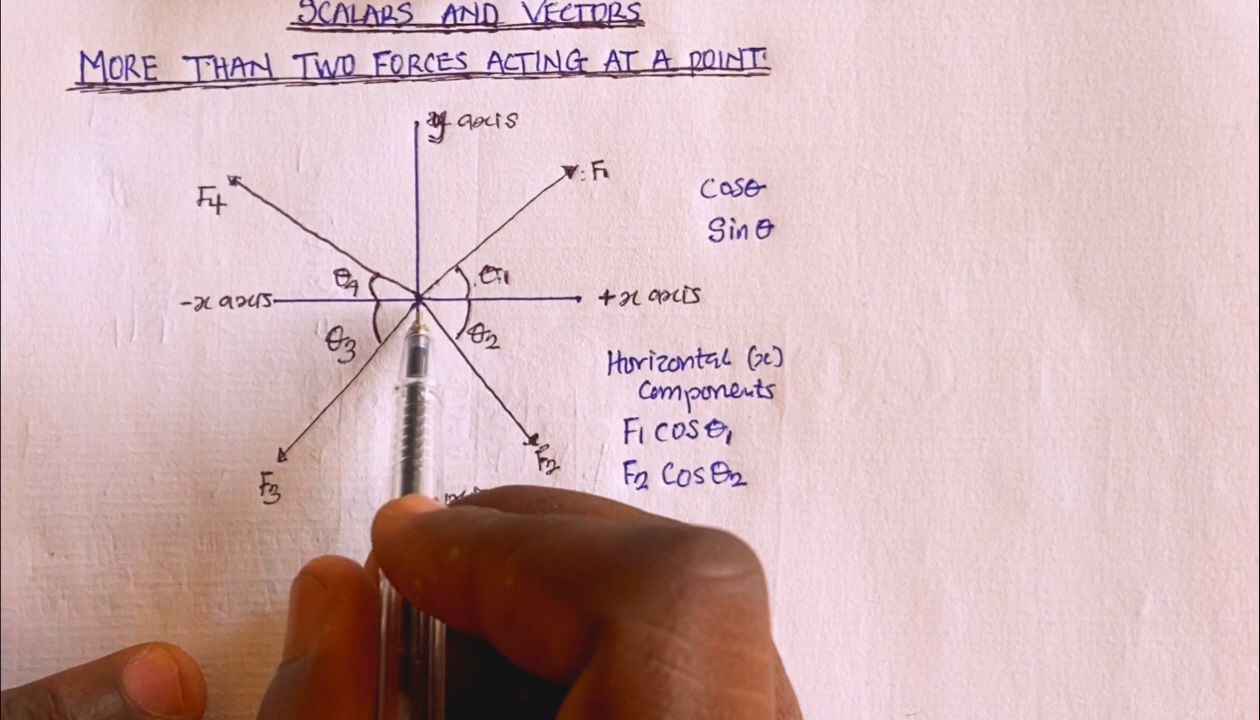 SCALARS AND VECTORS
MORE THAN TWO FORCES ACTING AT A POINT.
y axis
F1
F4
Cosθ
Sin θ
θ4
θ1
-x axis
+x axis
θ3
θ2
Horizontal (x)
Components
F1 cosθ1
F2 Cosθ2
F2
F3